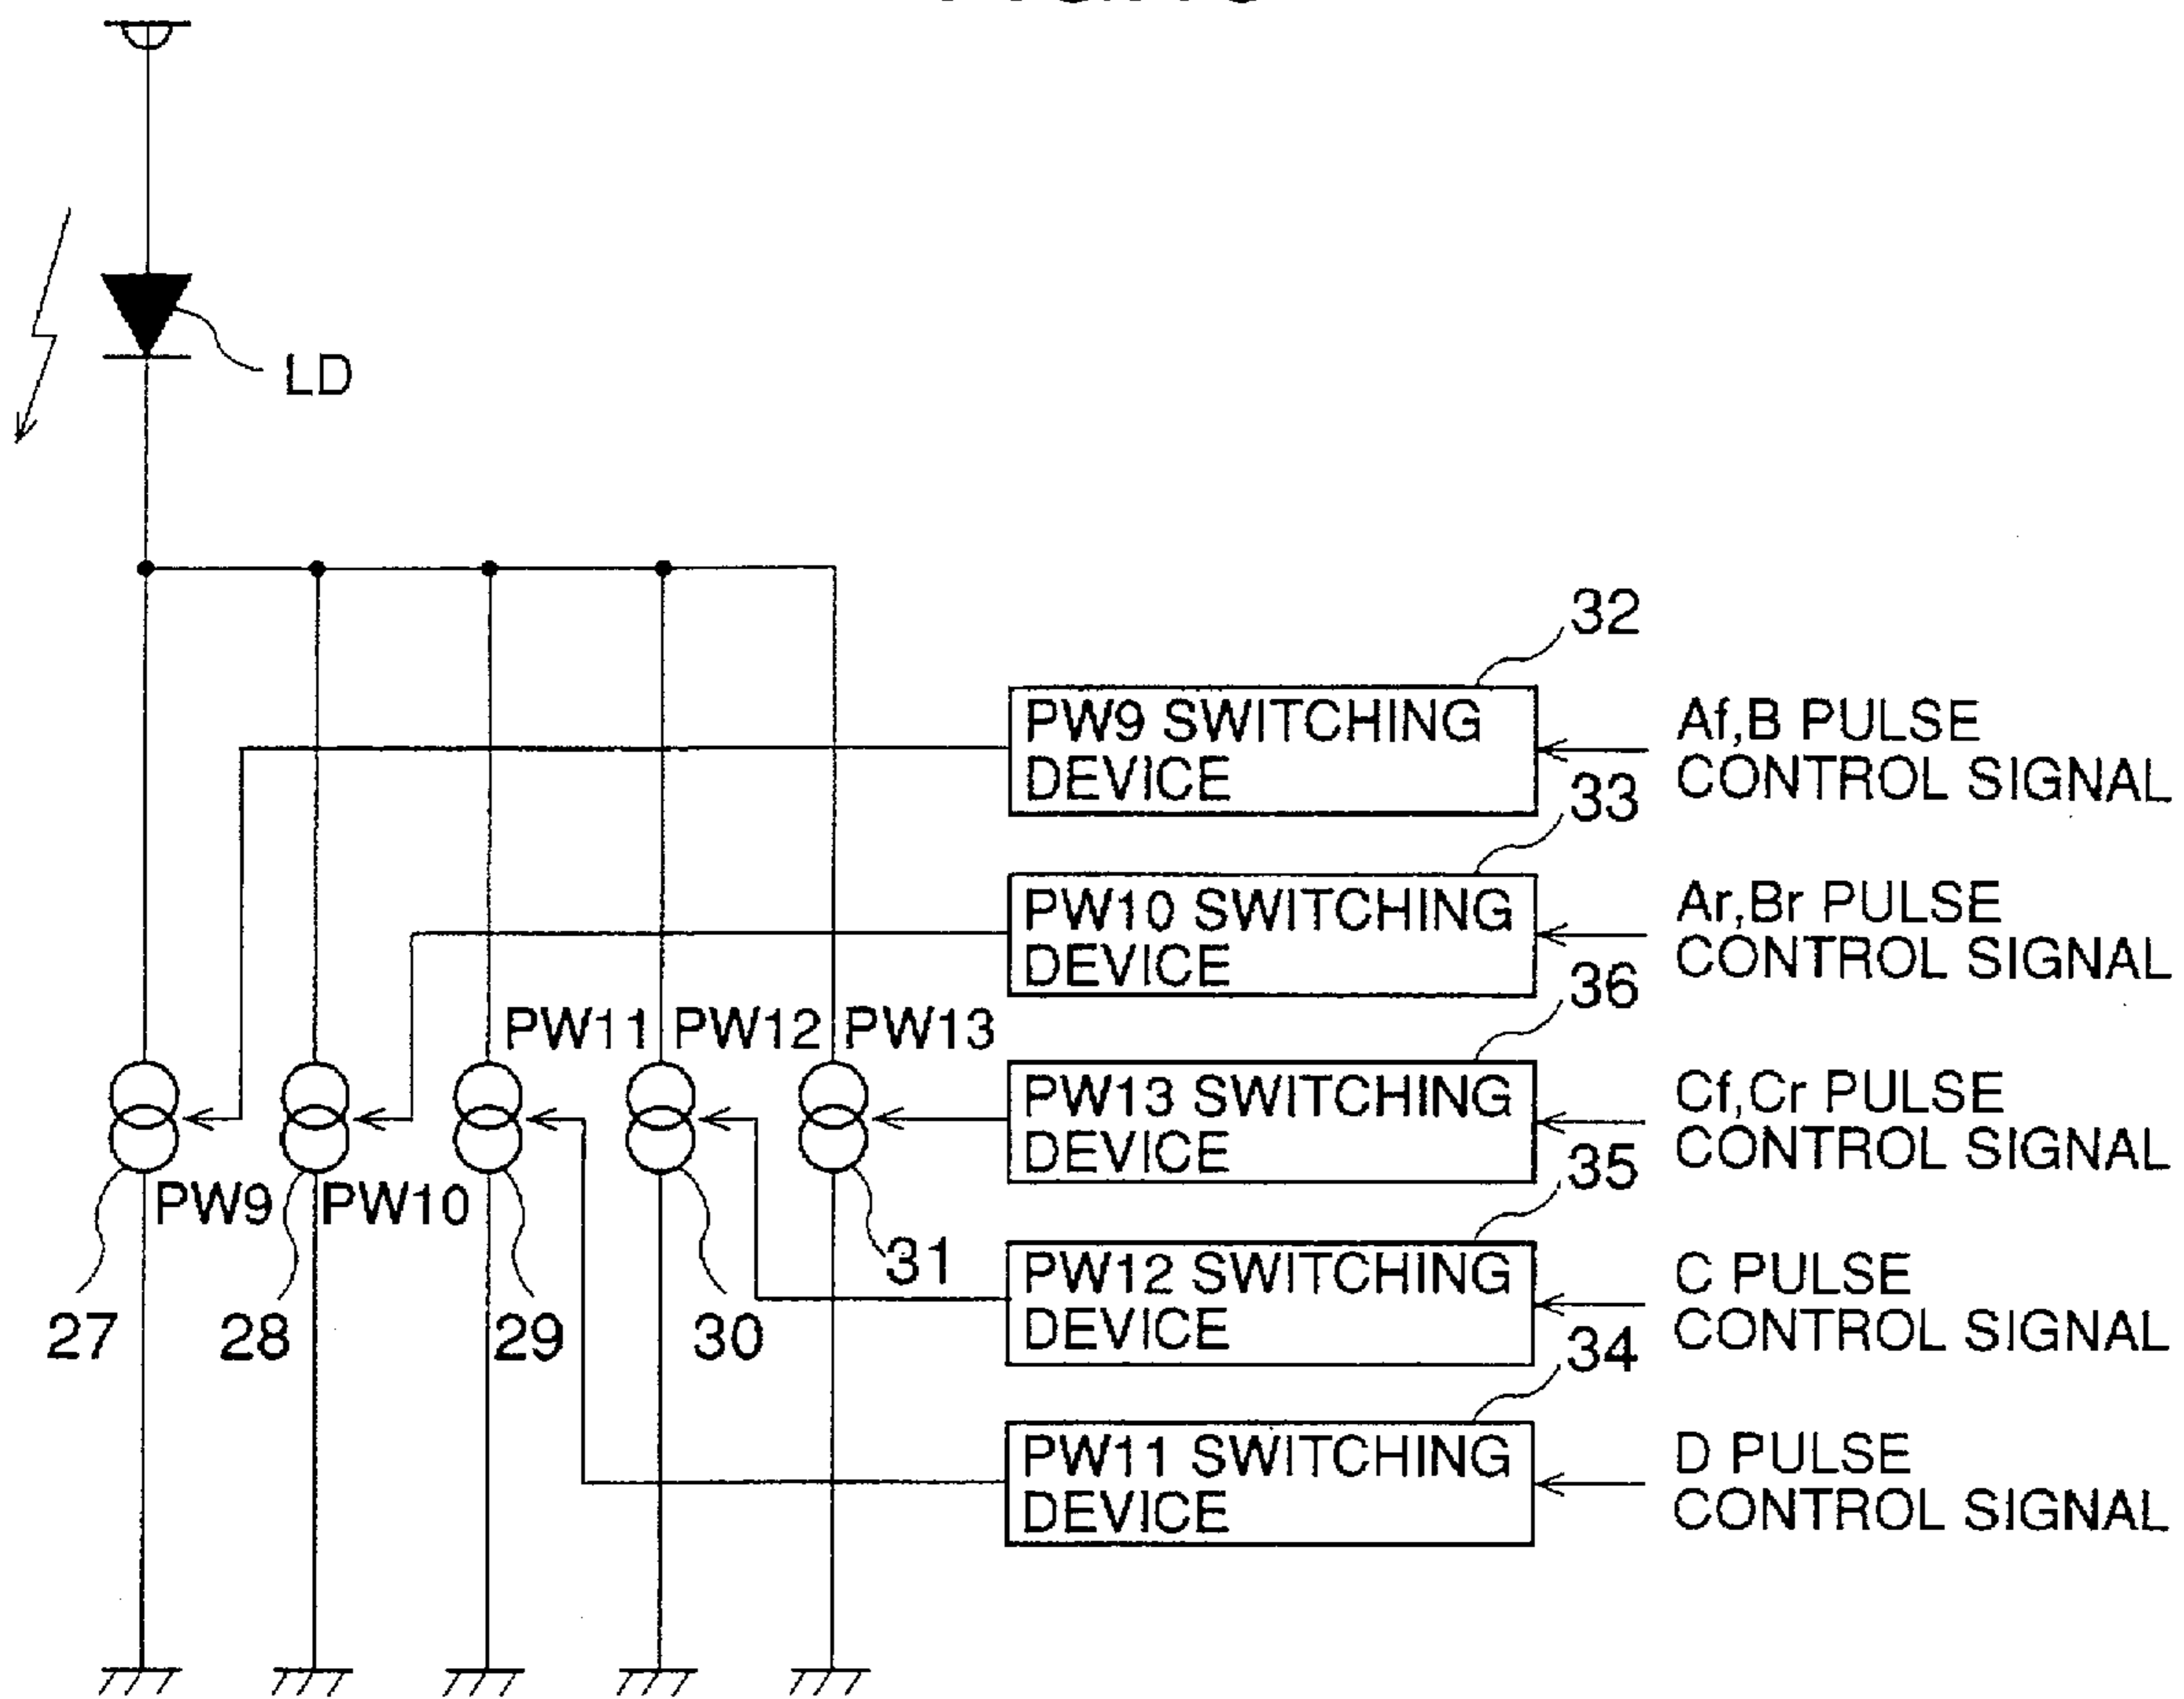 LD
32
PW9 SWITCHING
DEVICE
Af,B PULSE
CONTROL SIGNAL
33
PW10 SWITCHING
DEVICE
Ar,Br PULSE
CONTROL SIGNAL
36
PW11
PW12
PW13
PW13 SWITCHING
DEVICE
Cf,Cr PULSE
CONTROL SIGNAL
35
PW9
PW10
31
PW12 SWITCHING
DEVICE
C PULSE
CONTROL SIGNAL
27
28
29
30
34
PW11 SWITCHING
DEVICE
D PULSE
CONTROL SIGNAL